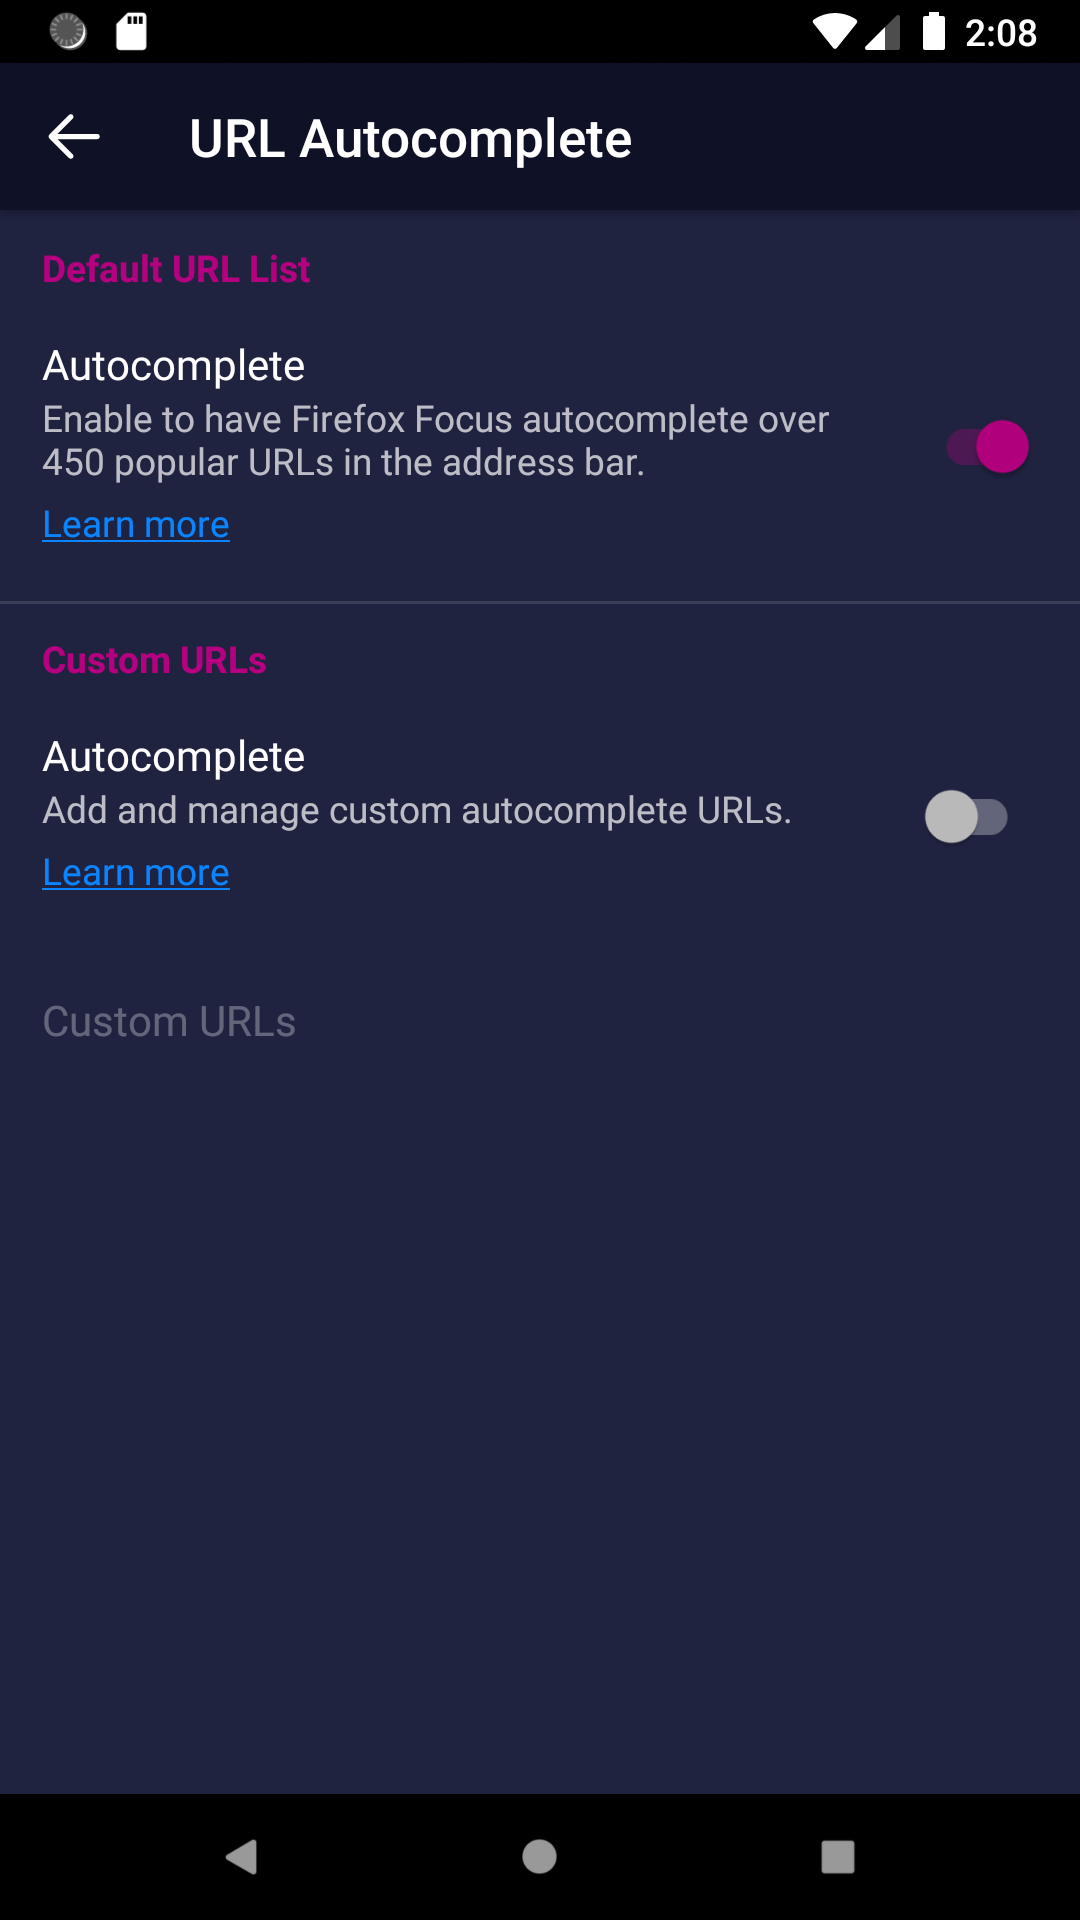 2:08
URL Autocomplete
Default URL List
Autocomplete
Enable to have Firefox Focus autocomplete over
450 popular URLs in the address bar.
Learn more
Custom URLs
Autocomplete
Add and manage custom autocomplete URLs.
Learn more
Custom URLs